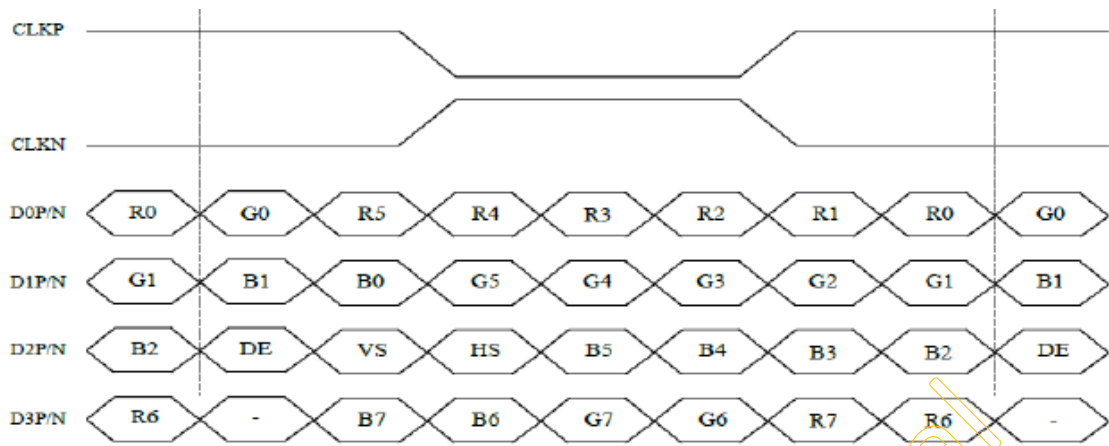 CLKP
CLKN
D0P/N R0 G0 R5 R4 R3 R2 R1 R0 G0
D1P/N G1 B1 B0 G5 G4 G3 G2 G1 B1
D2P/N B2 DE VS HS B5 B4 B3 B2 DE
D3P/N R6 - B7 B6 G7 G6 R7 R6 -